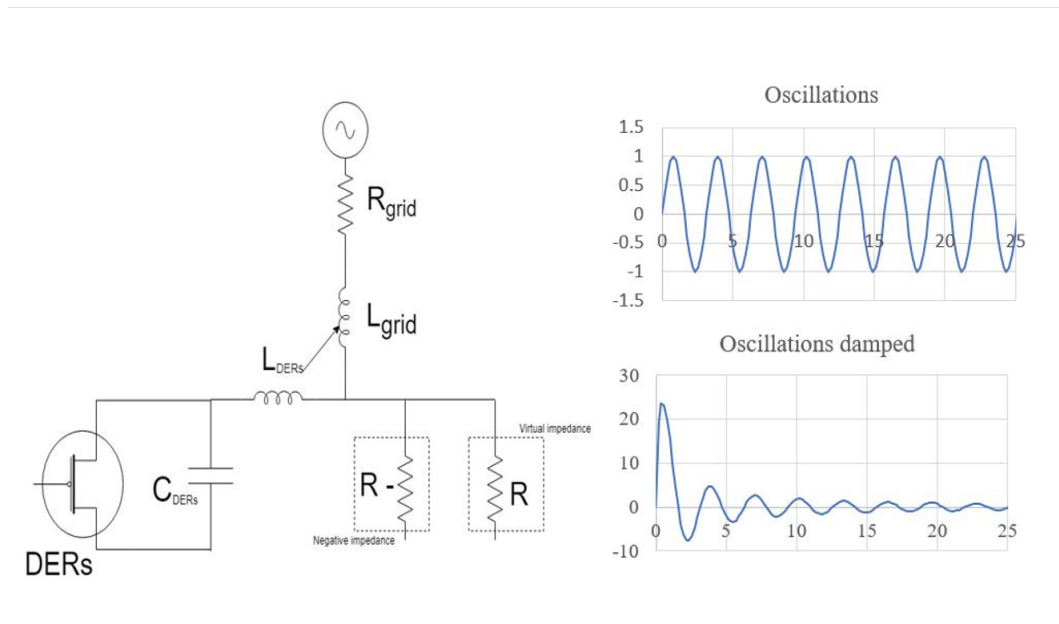 Oscillations
1.5
1
0.5
0
-0.5
-1
-1.5
0 5 10 15 20 25
Oscillations damped
30
20
10
0
-10
0 5 10 15 20 25
Rgrid
Lgrid
LDERs
Virtual impedance
CDERs
R -
R
Negative impedance
DERs